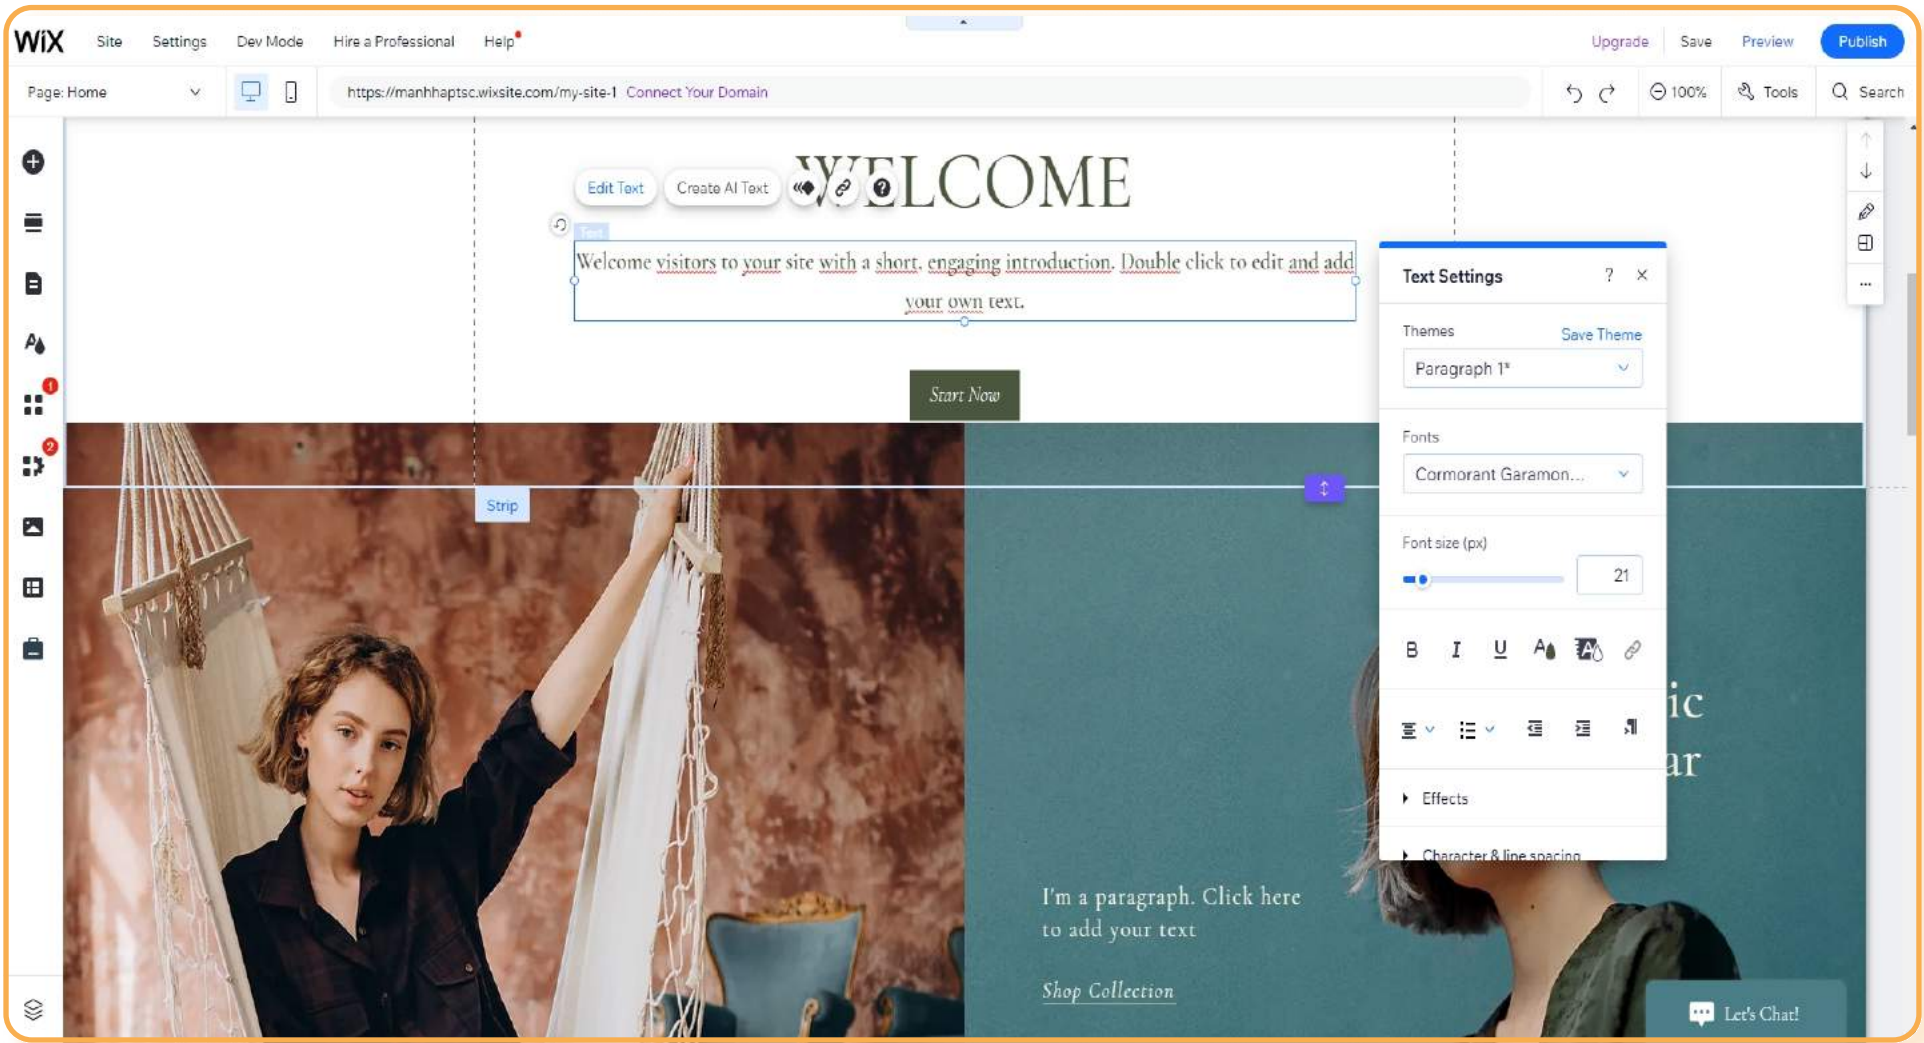 WiX Site Settings Dev Mode Hire a Professional Help Upgrade Save Preview Publish
Page: Home https://manhhaptsc.wixsite.com/my-site-1 Connect Your Domain 100% Tools Search
WELCOME
Edit Text Create AI Text
Text
Welcome visitors to your site with a short, engaging introduction. Double click to edit and add
your own text.
Start Now
Strip
1
2
Text Settings ? ×
Themes Save Theme
Paragraph 1*
Fonts
Cormorant Garamon...
Font size (px)
21
B I U A A
Effects
Character & line spacing
ic
ar
I'm a paragraph. Click here
to add your text
Shop Collection
Let's Chat!